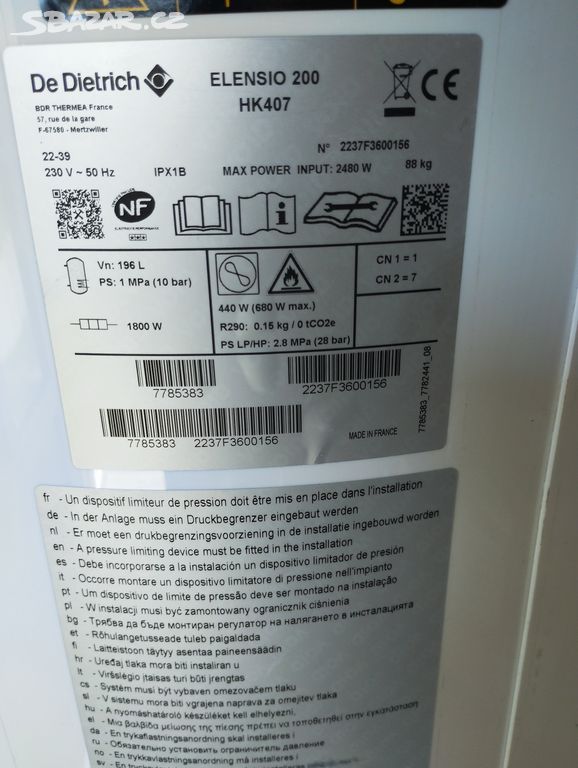 SBAZAR.CZ
De Dietrich
BDR THERMEA France
57, rue de la gare
F-67580 - Mertzwiller
ELENSIO 200
HK407
CE
N° 2237F3600156
22-39
230 V ~ 50 Hz IPX1B MAX POWER INPUT: 2480 W 88 kg
NF
Vn: 196 L
PS: 1 MPa (10 bar)
1800 W
440 W (680 W max.)
R290: 0.15 kg / 0 tCO2e
PS LP/HP: 2.8 MPa (28 bar)
CN 1 = 1
CN 2 = 7
7785383
2237F3600156
7785383 2237F3600156
MADE IN FRANCE
7785383_7782441_08
fr - Un dispositif limiteur de pression doit être mis en place dans l'installation
de - In der Anlage muss ein Druckbegrenzer eingebaut werden
nl - Er moet een drukbegrenzingsvoorziening in de installatie ingebouwd worden
en - A pressure limiting device must be fitted in the installation
es - Debe incorporarse a la instalación un dispositivo limitador de presión
it - Occorre montare un dispositivo limitatore di pressione nell'impianto
pt - Um dispositivo de limite de pressão deve ser montado na instalação
pl - W instalacji musi być zamontowany ogranicznik ciśnienia
bg - Трябва да бъде монтиран регулатор на налягането в инсталацията
et - Rõhulangetusseade tuleb paigaldada
fi - Laitteistoon täytyy asentaa paineensäädin
hr - Uređaj tlaka mora biti instaliran u
lt - Viršslėgio įtaisas turi būti įrengtas
cs - Systém musí být vybaven omezovačem tlaku
sl - V sistemu mora biti vgrajena naprava za omejitev tlaka
hu - A nyomáshatároló készüléket kell elhelyezni.
el - Μια βαλβίδα μείωσης της πίεσης πρέπει να τοποθετηθεί στην εγκατάσταση
da - En trykaflastningsanordning skal installeres i
ru - Обязательно установить ограничитель давление
no - En trykkavlastningsanordning må installeres i
sv - En